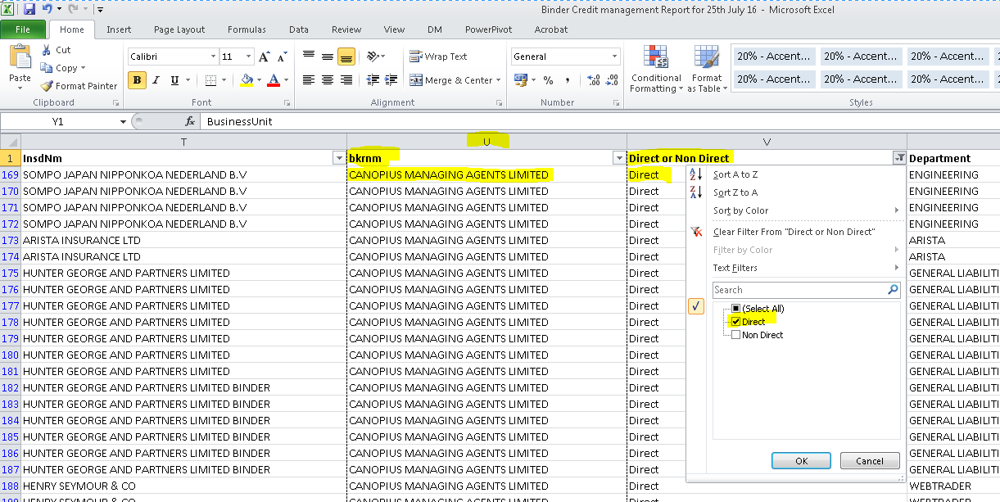 Binder Credit management Report for 25th July 16 - Microsoft Excel
File Home Insert Page Layout Formulas Data Review View DM PowerPivot Acrobat
Paste Cut Copy Format Painter
Clipboard
Calibri 11
B I U A
Font
Wrap Text
Merge & Center
Alignment
General
% ,
Number
Conditional Formatting Format as Table
20% - Accent... 20% - Accent... 20% - Accent...
20% - Accent... 20% - Accent... 20% - Accent...
Styles
Y1 fx BusinessUnit
T U V
1 InsdNm bkrnm Direct or Non Direct Department
169 SOMPO JAPAN NIPPONKOA NEDERLAND B.V CANOPIUS MANAGING AGENTS LIMITED Direct ENGINEERING
170 SOMPO JAPAN NIPPONKOA NEDERLAND B.V CANOPIUS MANAGING AGENTS LIMITED Direct ENGINEERING
171 SOMPO JAPAN NIPPONKOA NEDERLAND B.V CANOPIUS MANAGING AGENTS LIMITED Direct ENGINEERING
172 SOMPO JAPAN NIPPONKOA NEDERLAND B.V CANOPIUS MANAGING AGENTS LIMITED Direct ENGINEERING
173 ARISTA INSURANCE LTD CANOPIUS MANAGING AGENTS LIMITED Direct ARISTA
174 ARISTA INSURANCE LTD CANOPIUS MANAGING AGENTS LIMITED Direct ARISTA
175 HUNTER GEORGE AND PARTNERS LIMITED CANOPIUS MANAGING AGENTS LIMITED Direct GENERAL LIABILITI
176 HUNTER GEORGE AND PARTNERS LIMITED CANOPIUS MANAGING AGENTS LIMITED Direct GENERAL LIABILITI
177 HUNTER GEORGE AND PARTNERS LIMITED CANOPIUS MANAGING AGENTS LIMITED Direct GENERAL LIABILITI
178 HUNTER GEORGE AND PARTNERS LIMITED CANOPIUS MANAGING AGENTS LIMITED Direct GENERAL LIABILITI
179 HUNTER GEORGE AND PARTNERS LIMITED CANOPIUS MANAGING AGENTS LIMITED Direct GENERAL LIABILITI
180 HUNTER GEORGE AND PARTNERS LIMITED CANOPIUS MANAGING AGENTS LIMITED Direct GENERAL LIABILITI
181 HUNTER GEORGE AND PARTNERS LIMITED CANOPIUS MANAGING AGENTS LIMITED Direct GENERAL LIABILITI
182 HUNTER GEORGE AND PARTNERS LIMITED BINDER CANOPIUS MANAGING AGENTS LIMITED Direct GENERAL LIABILITI
183 HUNTER GEORGE AND PARTNERS LIMITED BINDER CANOPIUS MANAGING AGENTS LIMITED Direct GENERAL LIABILITI
184 HUNTER GEORGE AND PARTNERS LIMITED BINDER CANOPIUS MANAGING AGENTS LIMITED Direct GENERAL LIABILITI
185 HUNTER GEORGE AND PARTNERS LIMITED BINDER CANOPIUS MANAGING AGENTS LIMITED Direct GENERAL LIABILITI
186 HUNTER GEORGE AND PARTNERS LIMITED BINDER CANOPIUS MANAGING AGENTS LIMITED Direct GENERAL LIABILITI
187 HUNTER GEORGE AND PARTNERS LIMITED BINDER CANOPIUS MANAGING AGENTS LIMITED Direct GENERAL LIABILITI
188 HENRY SEYMOUR & CO CANOPIUS MANAGING AGENTS LIMITED Direct WEBTRADER
189 HENRY SEYMOUR & CO CANOPIUS MANAGING AGENTS LIMITED Direct WEBTRADER
Sort A to Z
Sort Z to A
Sort by Color
Clear Filter From "Direct or Non Direct"
Filter by Color
Text Filters
Search
(Select All)
Direct
Non Direct
OK Cancel